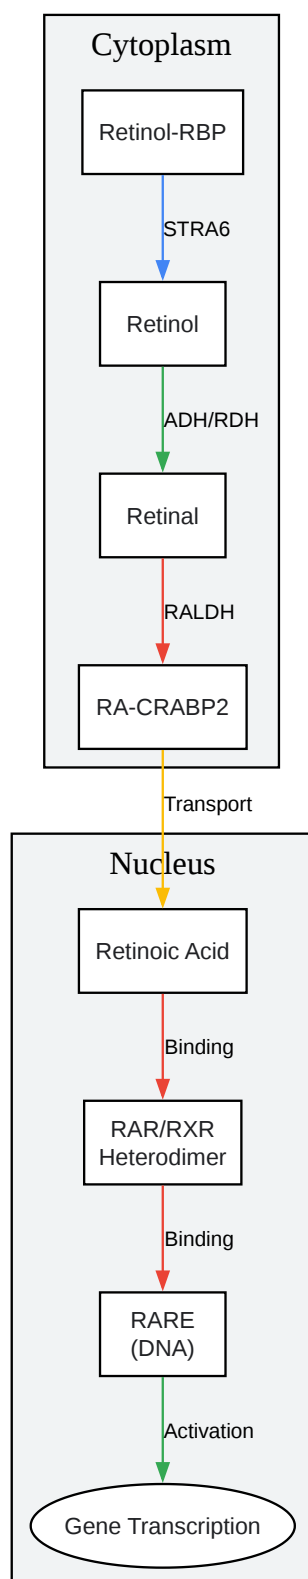 Cytoplasm
Retinol-RBP
STRA6
Retinol
ADH/RDH
Retinal
RALDH
RA-CRABP2
Transport
Nucleus
Retinoic Acid
Binding
RAR/RXR
Heterodimer
Binding
RARE
(DNA)
Activation
Gene Transcription